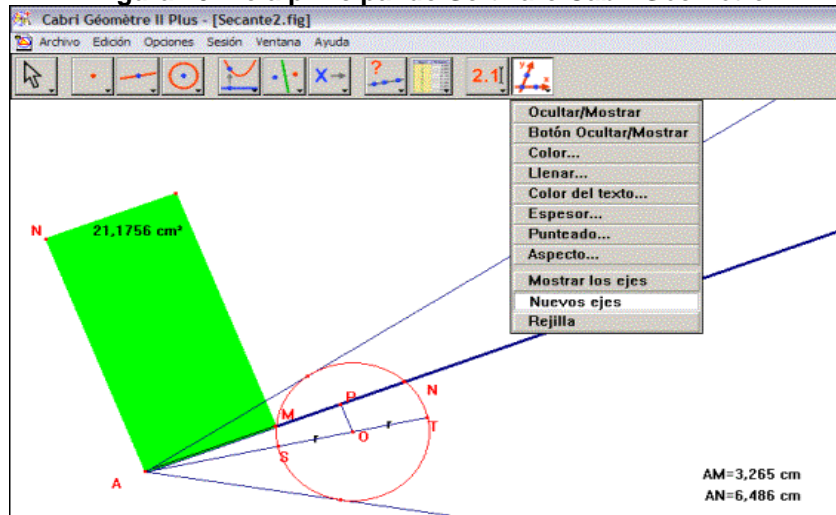 Cabri Géomètre II Plus - [Secante2.fig]
Archivo Edición Opciones Sesión Ventana Ayuda
2.1
Ocultar/Mostrar
Botón Ocultar/Mostrar
Color...
Llenar...
Color del texto...
Espesor...
Punteado...
Aspecto...
Mostrar los ejes
Nuevos ejes
Rejilla
N
21,1756 cm²
P
N
M
r
r
O
T
S
A
AM=3,265 cm
AN=6,486 cm